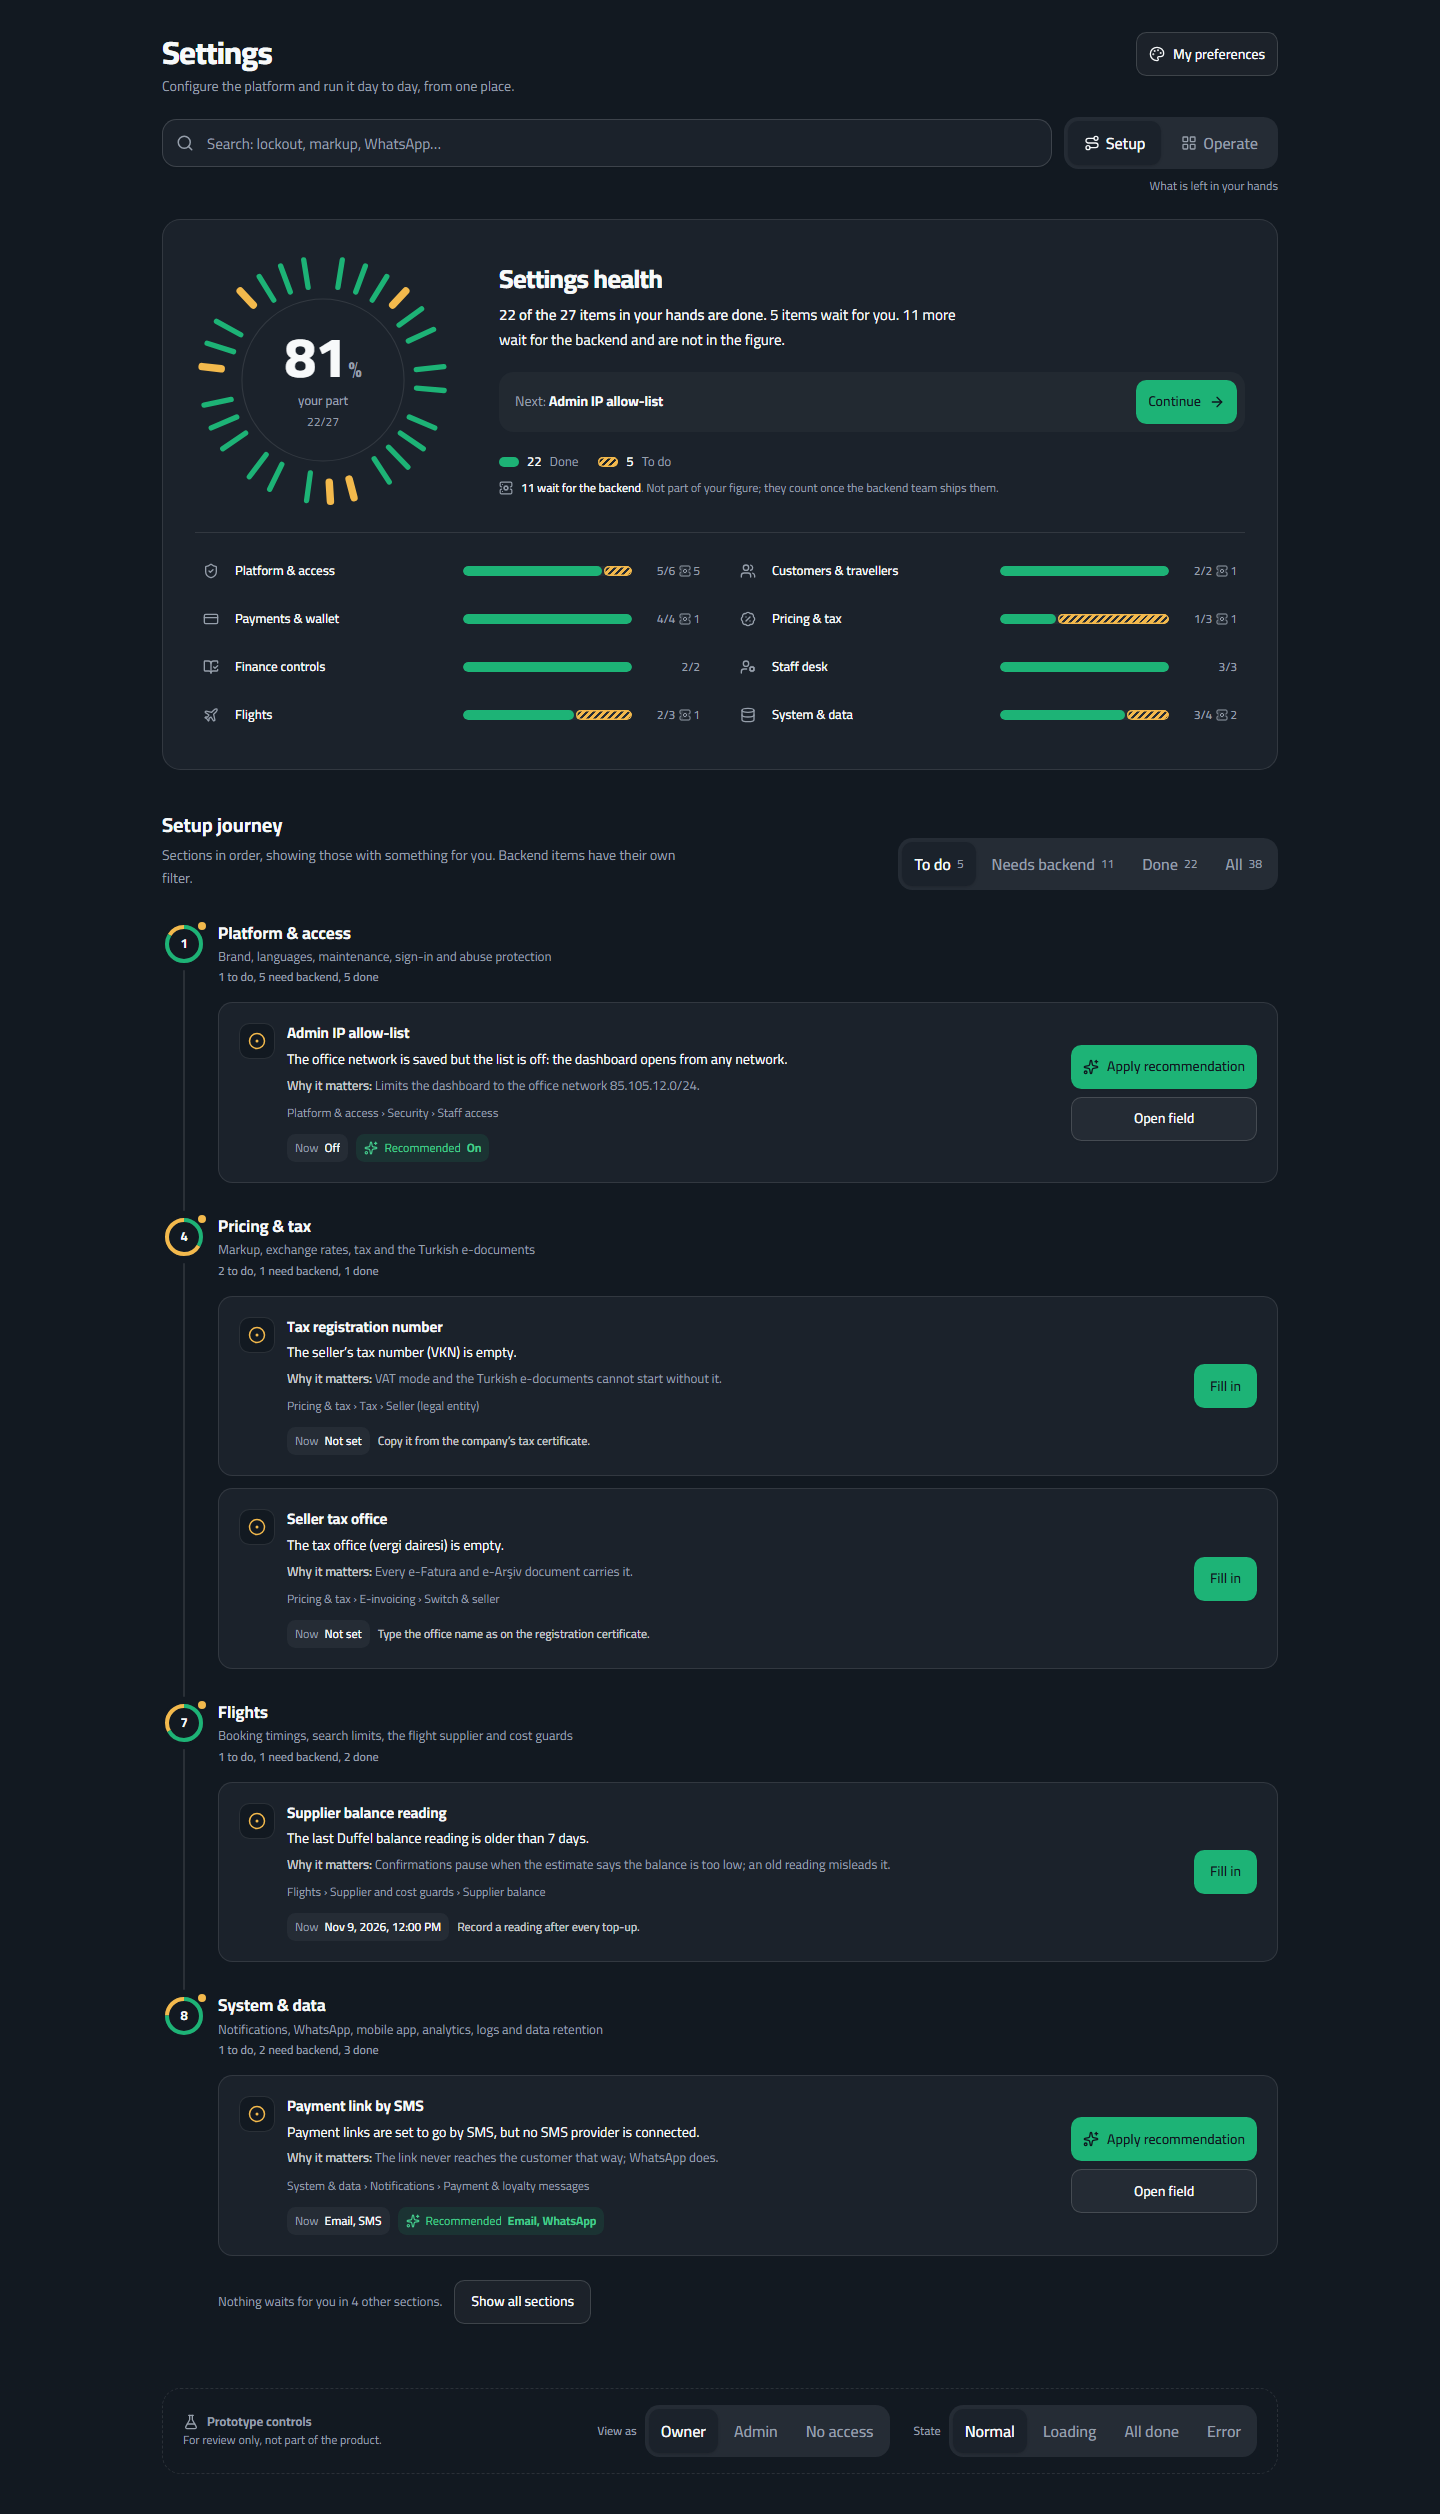 Settings
My preferences
Configure the platform and run it day to day, from one place.
Search: lockout, markup, WhatsApp...
Setup
Operate
What is left in your hands
81%
your part
22/27
Settings health
22 of the 27 items in your hands are done. 5 items wait for you. 11 more
wait for the backend and are not in the figure.
Next: Admin IP allow-list
Continue
22 Done
5 To do
11 wait for the backend. Not part of your figure; they count once the backend team ships them.
Platform & access
5/6 5
Customers & travellers
2/2 1
Payments & wallet
4/4 1
Pricing & tax
1/3 1
Finance controls
2/2
Staff desk
3/3
Flights
2/3 1
System & data
3/4 2
Setup journey
Sections in order, showing those with something for you. Backend items have their own
filter.
To do 5
Needs backend 11
Done 22
All 38
1
Platform & access
Brand, languages, maintenance, sign-in and abuse protection
1 to do, 5 need backend, 5 done
Admin IP allow-list
The office network is saved but the list is off: the dashboard opens from any network.
Why it matters: Limits the dashboard to the office network 85.105.12.0/24.
Platform & access › Security › Staff access
Now Off
Recommended On
Apply recommendation
Open field
4
Pricing & tax
Markup, exchange rates, tax and the Turkish e-documents
2 to do, 1 need backend, 1 done
Tax registration number
The seller's tax number (VKN) is empty.
Why it matters: VAT mode and the Turkish e-documents cannot start without it.
Pricing & tax › Tax › Seller (legal entity)
Now Not set
Copy it from the company's tax certificate.
Fill in
Seller tax office
The tax office (vergi dairesi) is empty.
Why it matters: Every e-Fatura and e-Arşiv document carries it.
Pricing & tax › E-invoicing › Switch & seller
Now Not set
Type the office name as on the registration certificate.
Fill in
7
Flights
Booking timings, search limits, the flight supplier and cost guards
1 to do, 1 need backend, 2 done
Supplier balance reading
The last Duffel balance reading is older than 7 days.
Why it matters: Confirmations pause when the estimate says the balance is too low; an old reading misleads it.
Flights › Supplier and cost guards › Supplier balance
Now Nov 9, 2026, 12:00 PM
Record a reading after every top-up.
Fill in
8
System & data
Notifications, WhatsApp, mobile app, analytics, logs and data retention
1 to do, 2 need backend, 3 done
Payment link by SMS
Payment links are set to go by SMS, but no SMS provider is connected.
Why it matters: The link never reaches the customer that way; WhatsApp does.
System & data › Notifications › Payment & loyalty messages
Now Email, SMS
Recommended Email, WhatsApp
Apply recommendation
Open field
Nothing waits for you in 4 other sections.
Show all sections
Prototype controls
For review only, not part of the product.
View as
Owner
Admin
No access
State
Normal
Loading
All done
Error